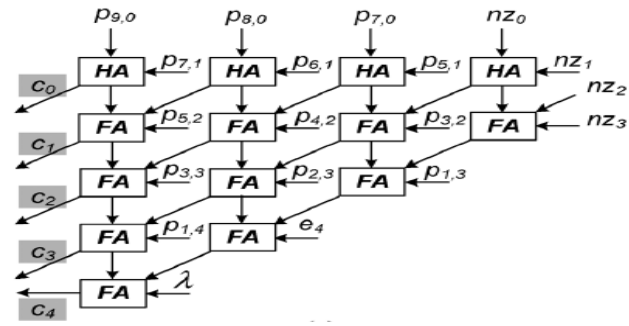 p9,0 p8,0 p7,0 nz0
HA p7,1 HA p6,1 HA p5,1 HA nz1
c0 nz2
FA p5,2 FA p4,2 FA p3,2 FA nz3
c1
FA p3,3 FA p2,3 FA p1,3
c2
FA p1,4 FA e4
c3
FA λ
c4